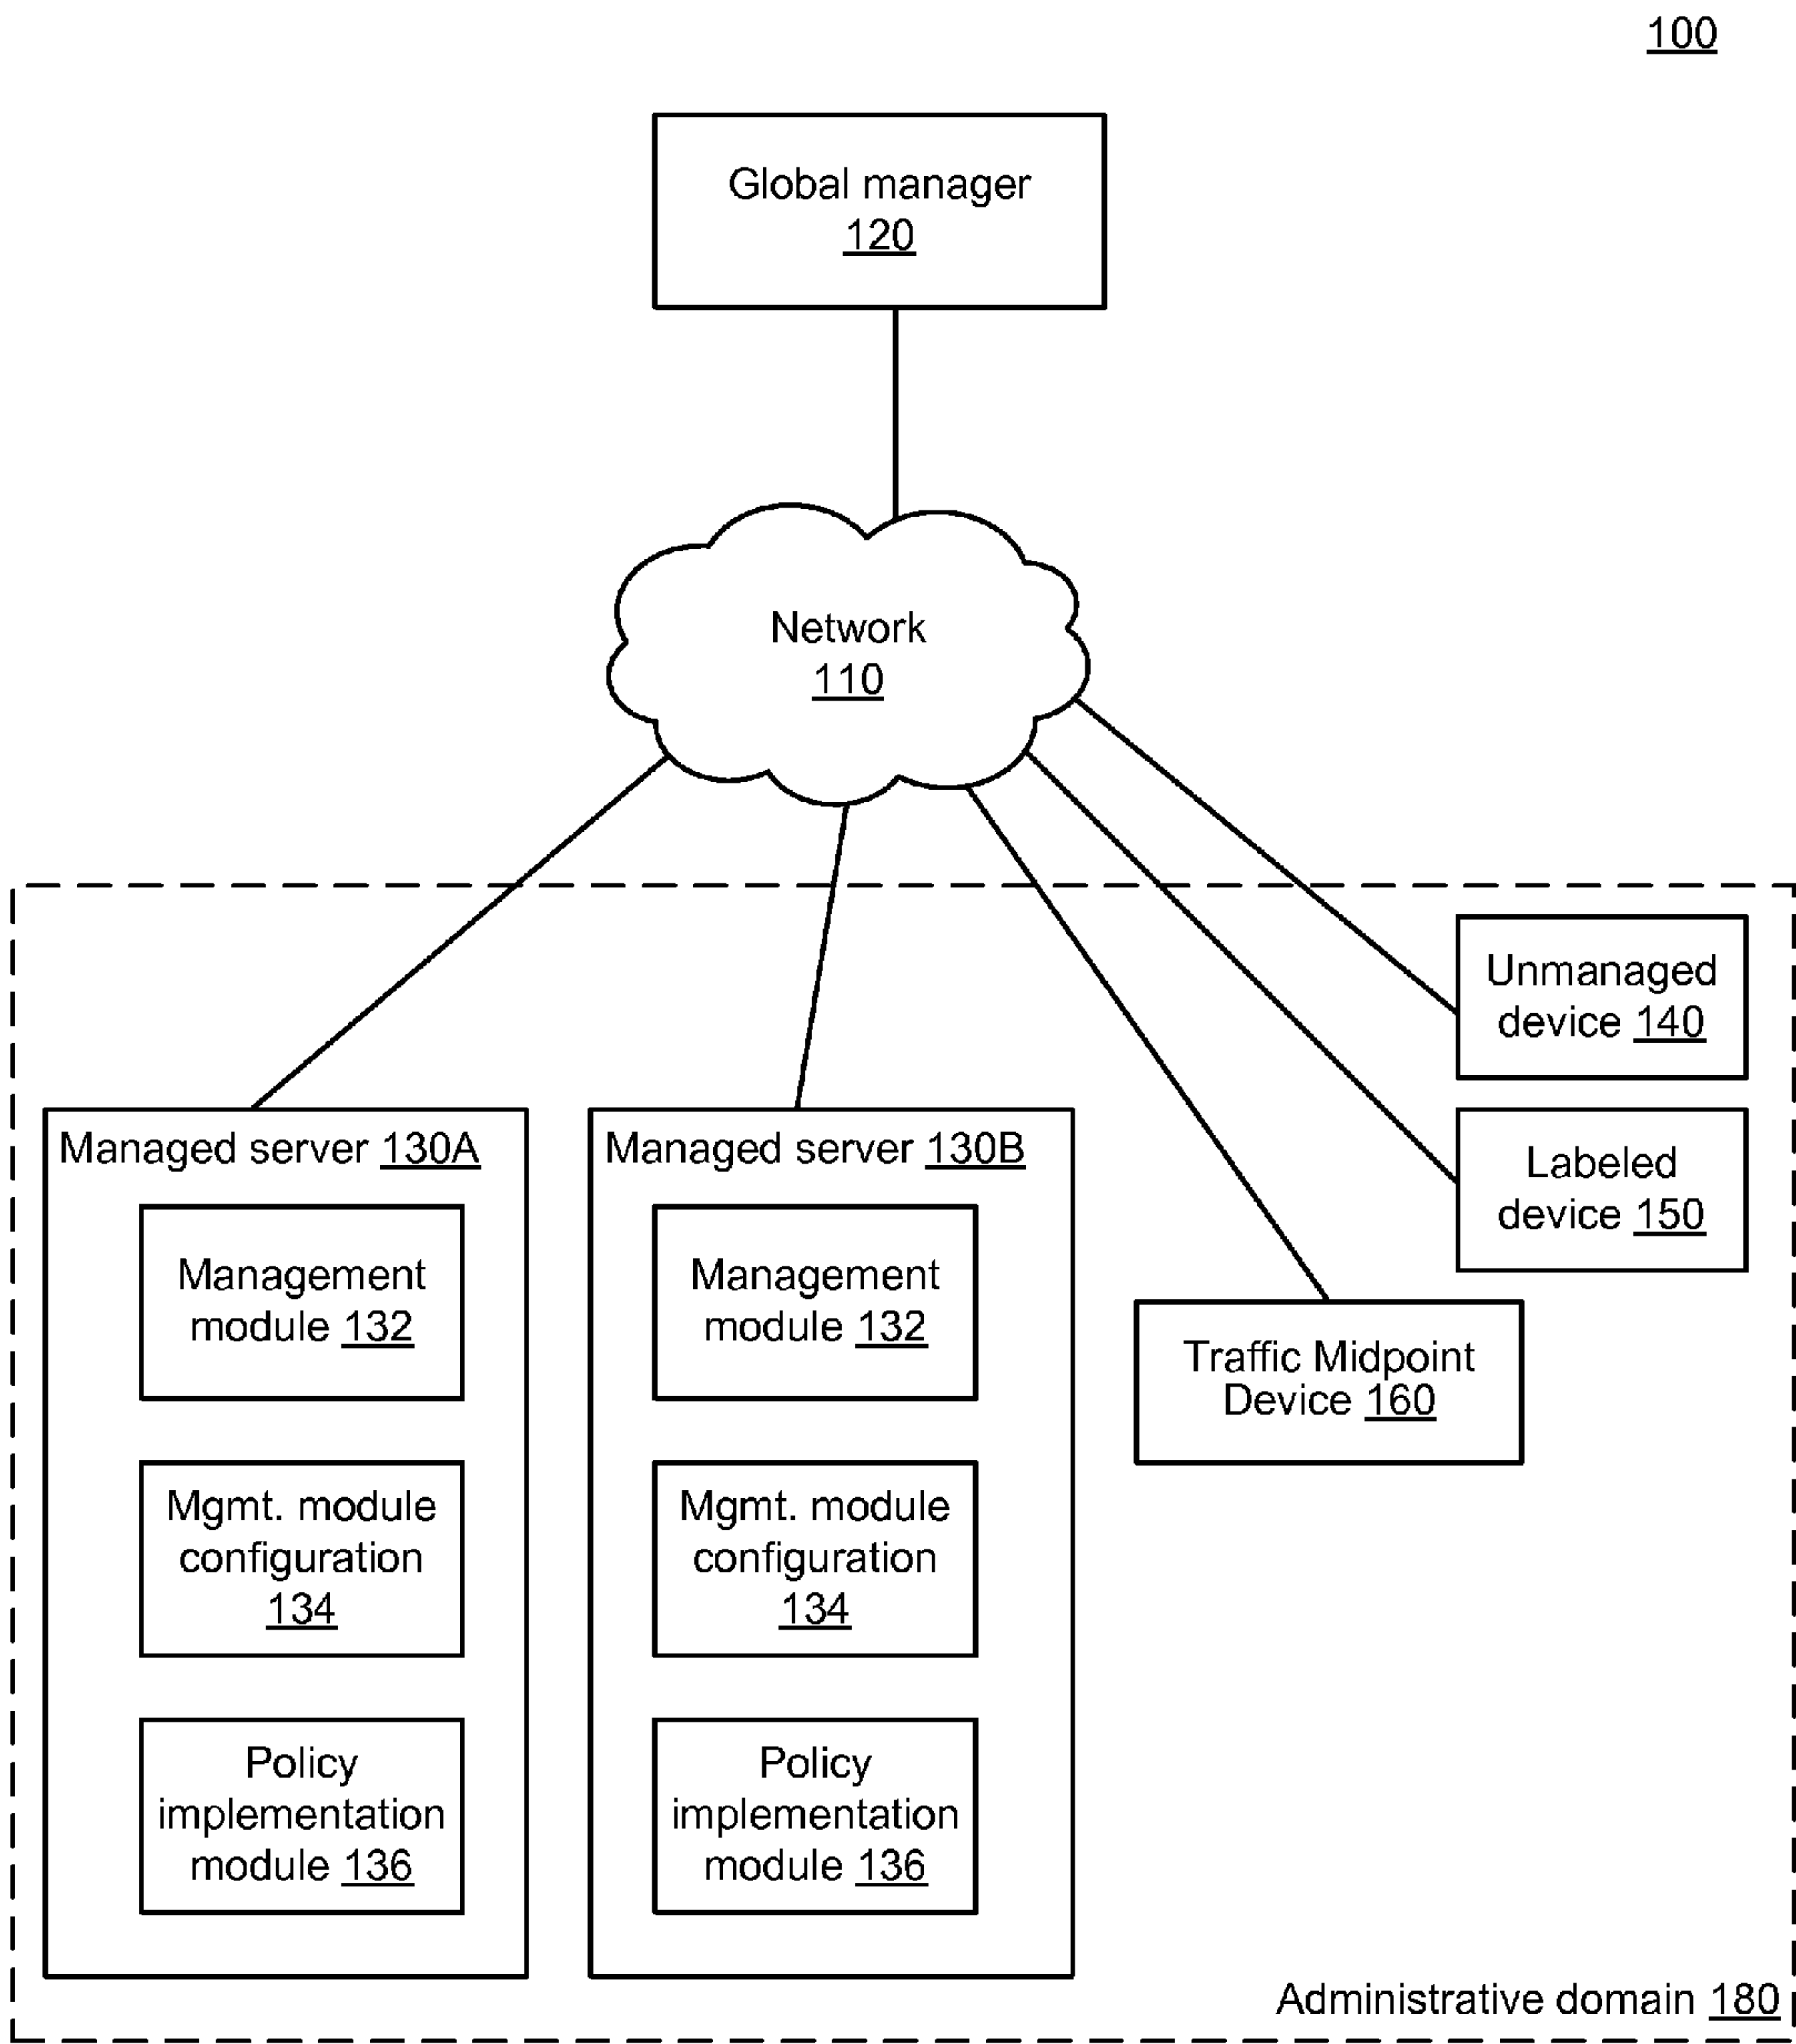 100
Global manager
120
Network
110
Unmanaged
device 140
Labeled
device 150
Traffic Midpoint
Device 160
Managed server 130A
Management
module 132
Mgmt. module
configuration
134
Policy
implementation
module 136
Managed server 130B
Management
module 132
Mgmt. module
configuration
134
Policy
implementation
module 136
Administrative domain 180